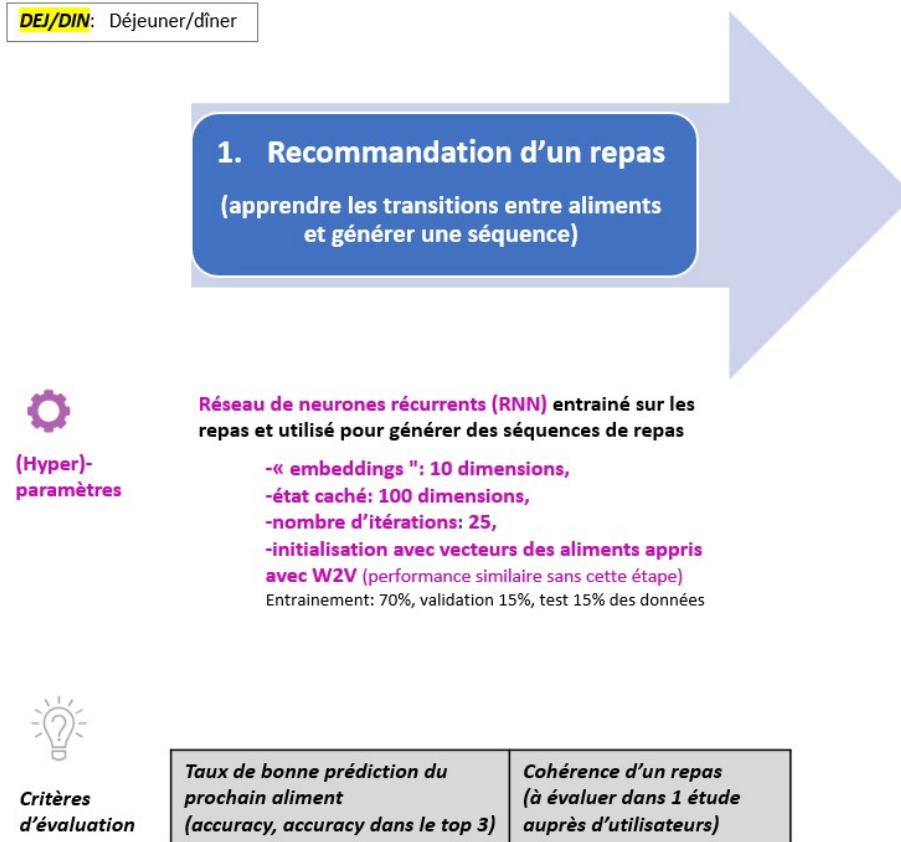 DEJ/DIN: Déjeuner/dîner
1. Recommandation d'un repas
(apprendre les transitions entre aliments
et générer une séquence)
Réseau de neurones récurrents (RNN) entrainé sur les
repas et utilisé pour générer des séquences de repas
(Hyper)-
paramètres
-« embeddings ": 10 dimensions,
-état caché: 100 dimensions,
-nombre d'itérations: 25,
-initialisation avec vecteurs des aliments appris
avec W2V (performance similaire sans cette étape)
Entrainement: 70%, validation 15%, test 15% des données
Critères
d'évaluation
Taux de bonne prédiction du
prochain aliment
(accuracy, accuracy dans le top 3)
Cohérence d'un repas
(à évaluer dans 1 étude
auprès d'utilisateurs)